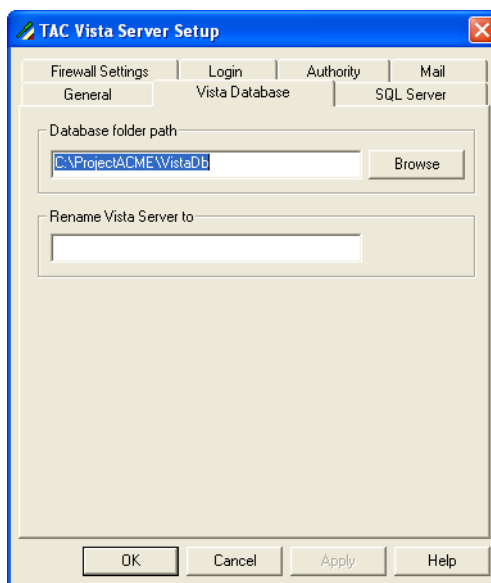 TAC Vista Server Setup
Firewall Settings Login Authority Mail
General Vista Database SQL Server
Database folder path
C:\ProjectACME\VistaDb Browse
Rename Vista Server to
OK Cancel Apply Help